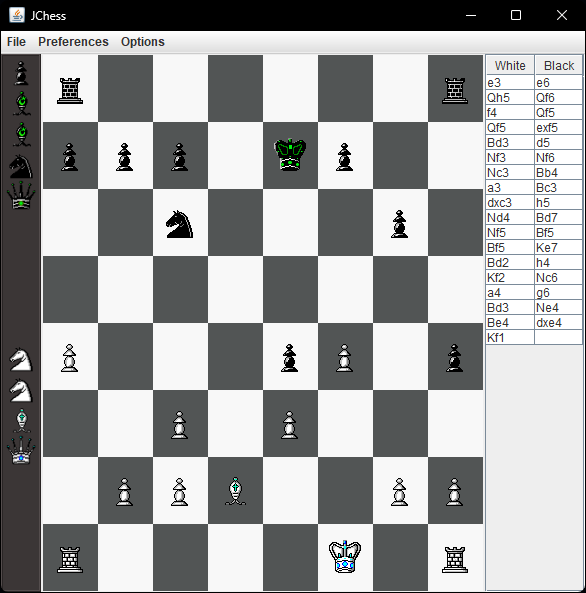 JChess
File Preferences Options
White Black
e3 e6
Qh5 Qf6
f4 Qf5
Qf5 exf5
Bd3 d5
Nf3 Nf6
Nc3 Bb4
a3 Bc3
dxc3 h5
Nd4 Bd7
Nf5 Bf5
Bf5 Ke7
Bd2 h4
Kf2 Nc6
a4 g6
Bd3 Ne4
Be4 dxe4
Kf1